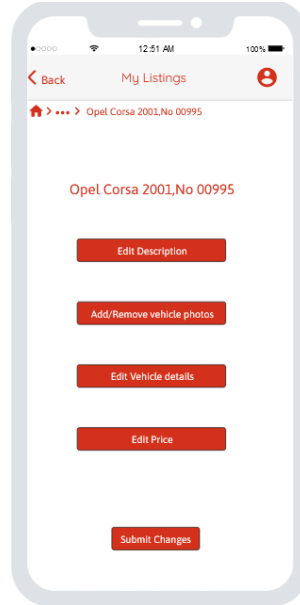 12:51 AM 100%
Back My Listings
Opel Corsa 2001,No 00995
Opel Corsa 2001,No 00995
Edit Description
Add/Remove vehicle photos
Edit Vehicle details
Edit Price
Submit Changes